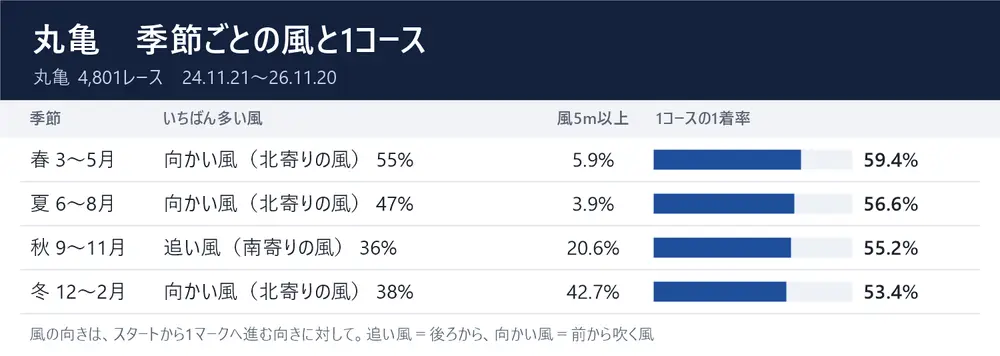 丸亀　季節ごとの風と1コース
丸亀 4,801レース　24.11.21〜26.11.20
季節　いちばん多い風　風5m以上　1コースの1着率
春 3〜5月　向かい風（北寄りの風） 55%　5.9%　59.4%
夏 6〜8月　向かい風（北寄りの風） 47%　3.9%　56.6%
秋 9〜11月　追い風（南寄りの風） 36%　20.6%　55.2%
冬 12〜2月　向かい風（北寄りの風） 38%　42.7%　53.4%
風の向きは、スタートから1マークへ進む向きに対して。追い風＝後ろから、向かい風＝前から吹く風